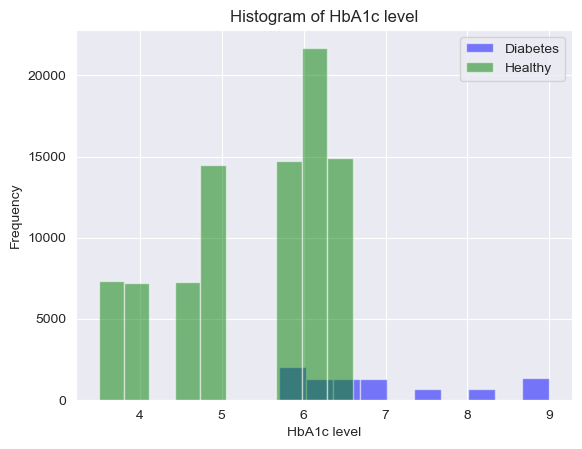 Histogram of HbA1c level
Diabetes
Healthy
Frequency
20000
15000
10000
5000
0
4
5
6
7
8
9
HbA1c level